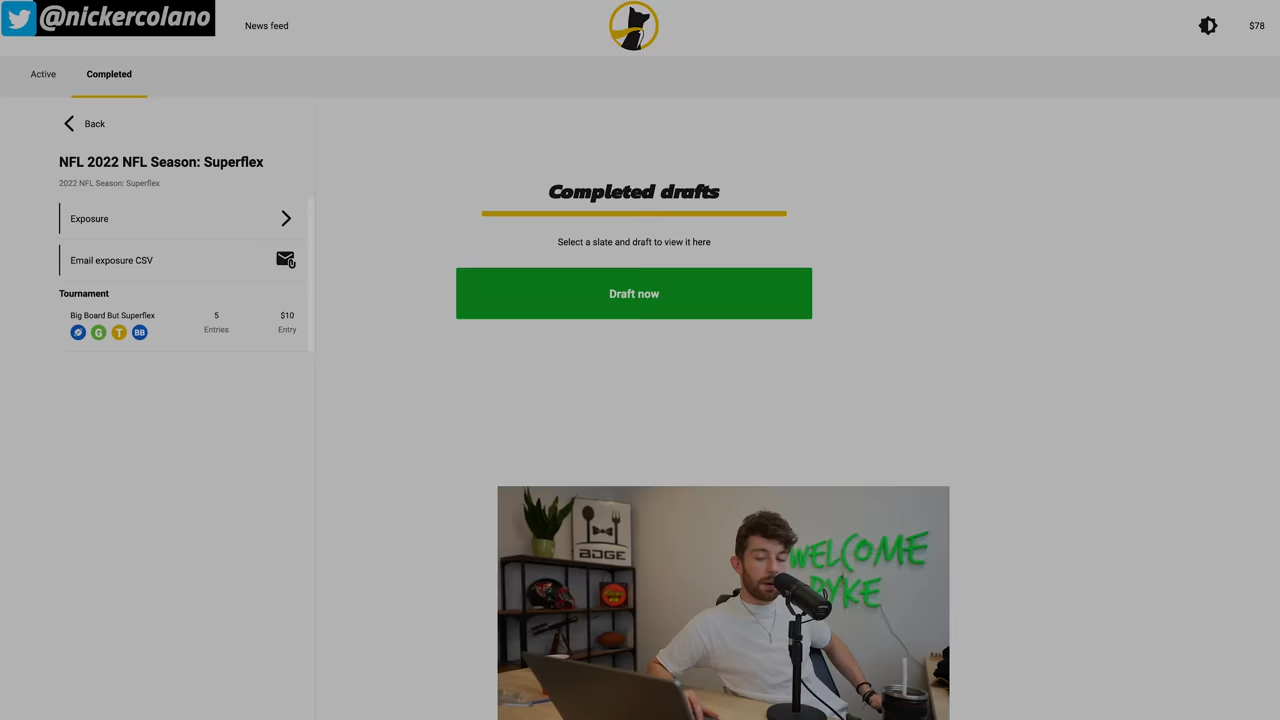 @nickercolano
News feed
$78
Active
Completed
Back
NFL 2022 NFL Season: Superflex
2022 NFL Season: Superflex
Exposure
Email exposure CSV
Tournament
Big Board But Superflex
5
$10
G
T
BB
Entries
Entry
Completed drafts
Select a slate and draft to view it here
Draft now
BDGE
WELCOME